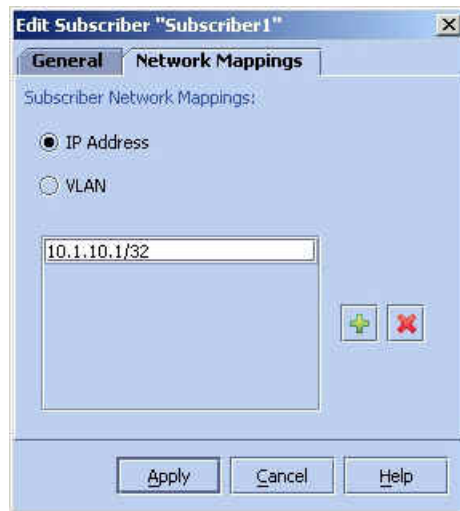 Edit Subscriber "Subscriber1"
General Network Mappings
Subscriber Network Mappings:
IP Address
VLAN
10.1.10.1/32
Apply Cancel Help